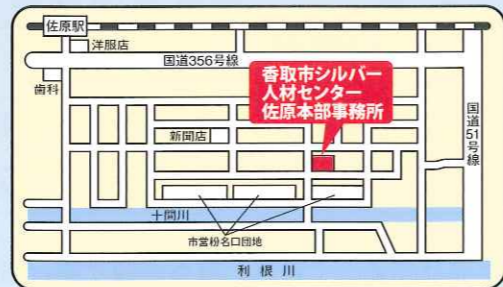 佐原駅
洋服店
国道356号線
歯科
香取市シルバー
人材センター
佐原本部事務所
新聞店
国道51号線
十間川
市営粉名口団地
利根川